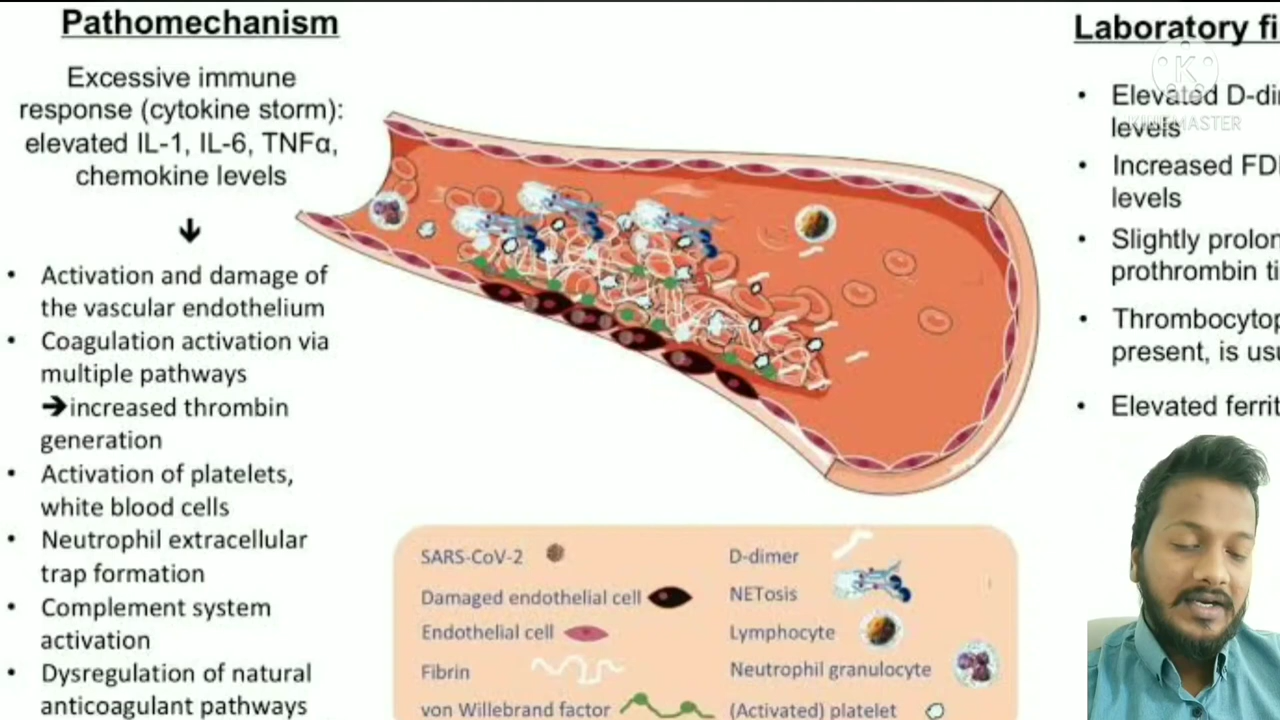 Pathomechanism
Excessive immune
response (cytokine storm):
elevated IL-1, IL-6, TNFα,
chemokine levels
• Activation and damage of
the vascular endothelium
• Coagulation activation via
multiple pathways
➔increased thrombin
generation
• Activation of platelets,
white blood cells
• Neutrophil extracellular
trap formation
• Complement system
activation
• Dysregulation of natural
anticoagulant pathways
SARS-CoV-2
Damaged endothelial cell
Endothelial cell
Fibrin
von Willebrand factor
D-dimer
NETosis
Lymphocyte
Neutrophil granulocyte
(Activated) platelet
Laboratory fi
• Elevated D-di
levels
• Increased FD
levels
• Slightly prolon
prothrombin ti
• Thrombocytop
present, is usu
• Elevated ferrit
K
KINEMASTER